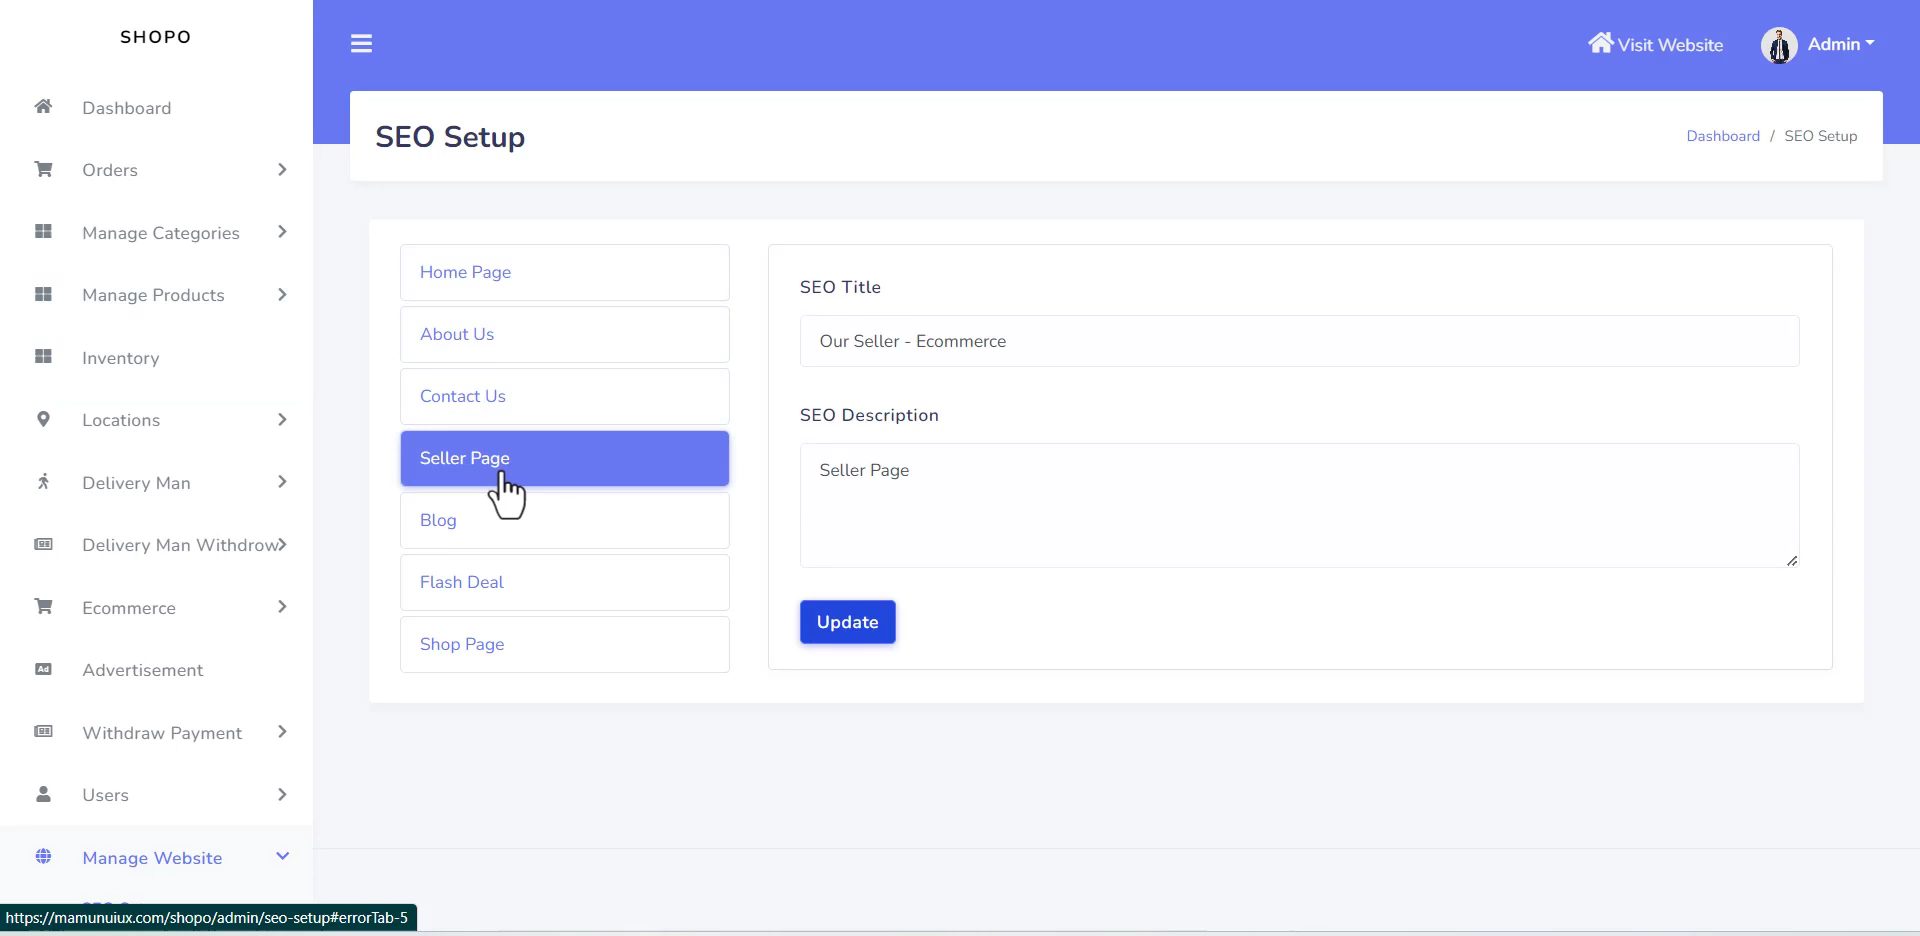 SHOPO
Dashboard
Orders
Manage Categories
Manage Products
Inventory
Locations
Delivery Man
Delivery Man Withdrow
Ecommerce
Ad
Advertisement
Withdraw Payment
Users
Manage Website
https://mamunuiux.com/shopo/admin/seo-setup#errorTab-5
Visit Website
Admin
SEO Setup
Dashboard / SEO Setup
Home Page
About Us
Contact Us
Seller Page
Blog
Flash Deal
Shop Page
SEO Title
Our Seller - Ecommerce
SEO Description
Seller Page
Update